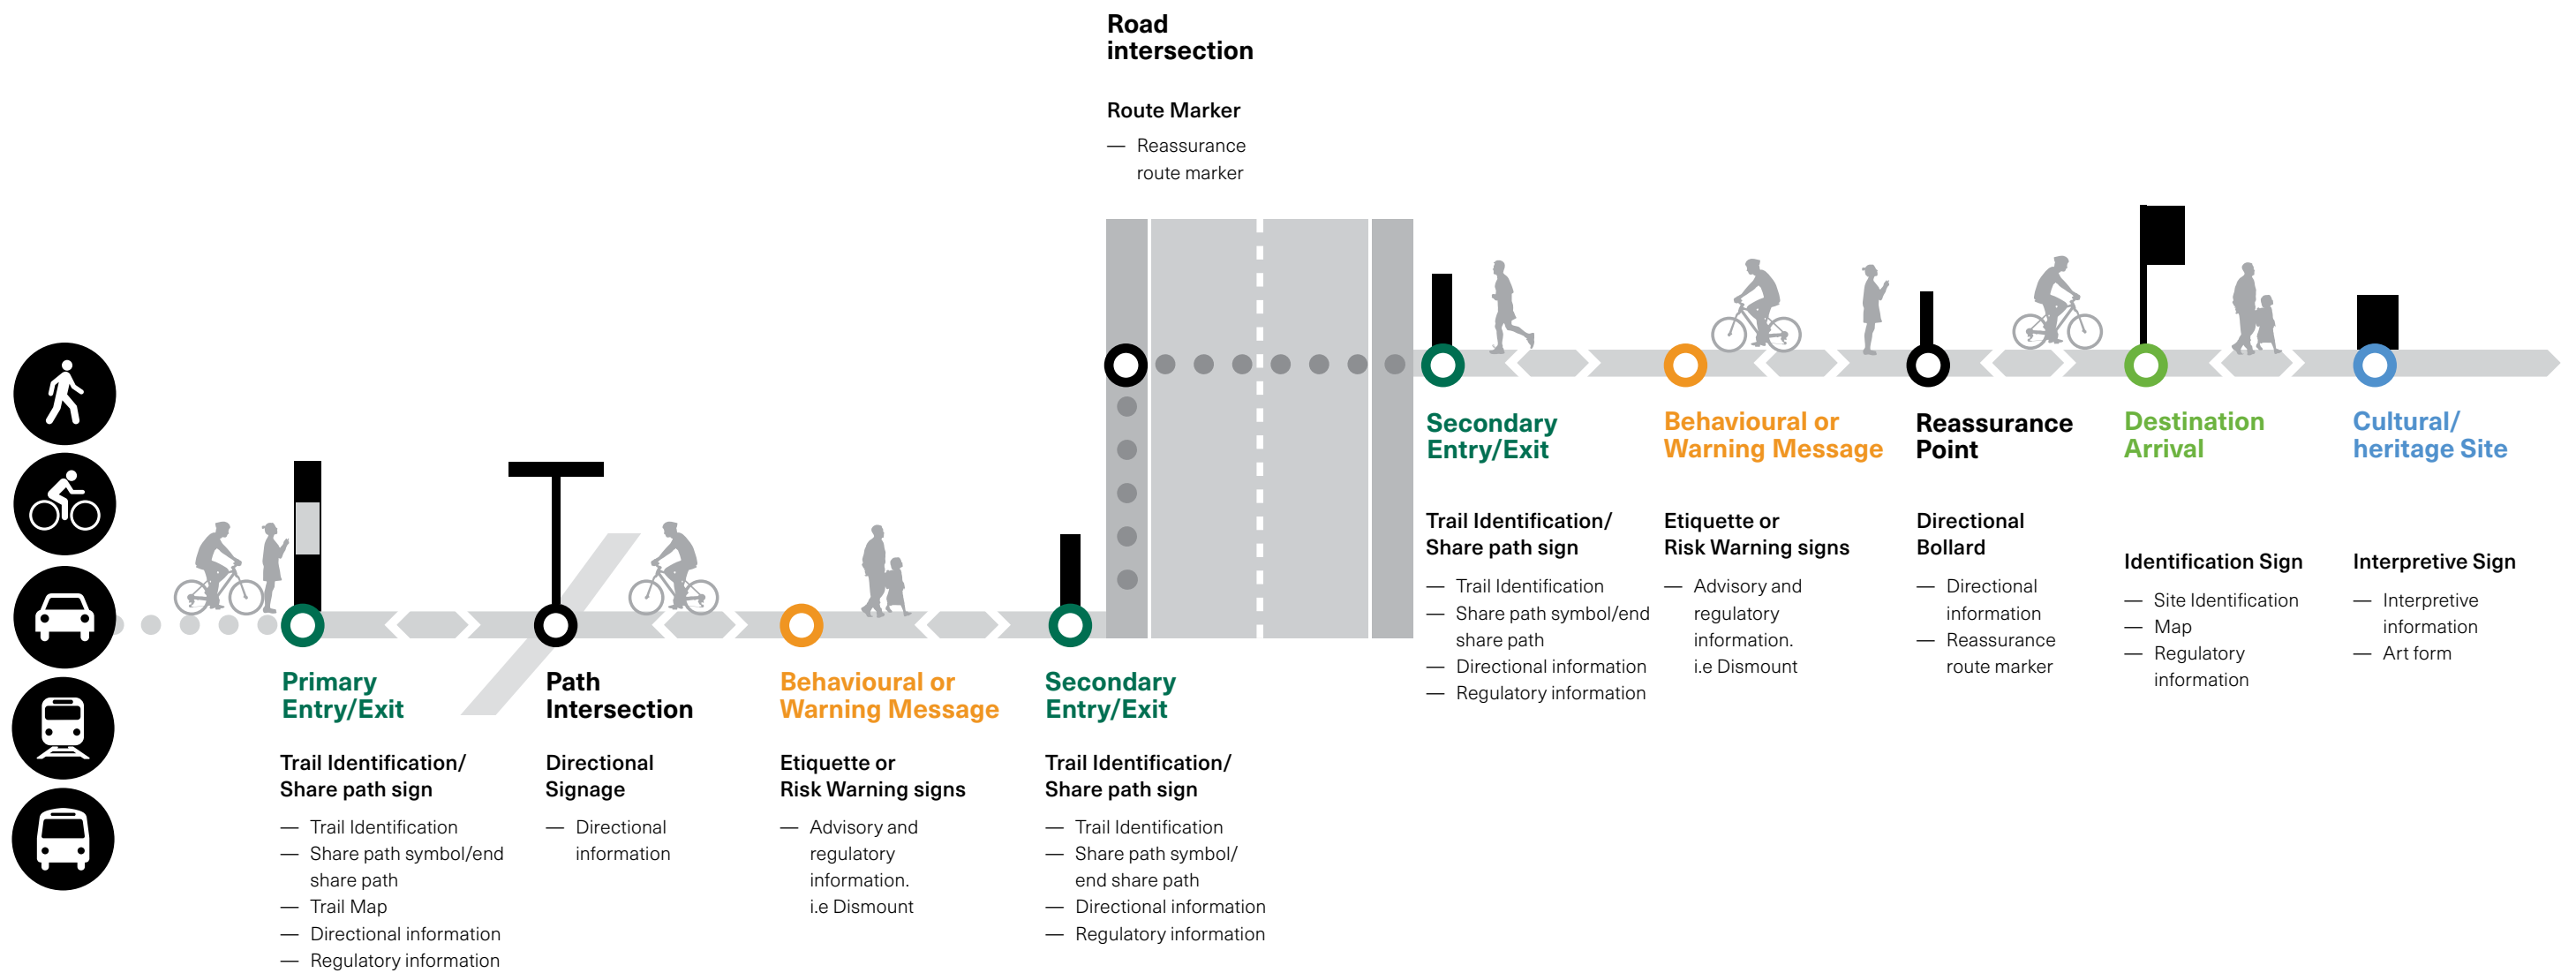 Road
intersection
Route Marker
— Reassurance
route marker
Primary
Entry/Exit
Trail Identification/
Share path sign
— Trail Identification
— Share path symbol/end
share path
— Trail Map
— Directional information
— Regulatory information
Path
Intersection
Directional
Signage
— Directional
information
Behavioural or
Warning Message
Etiquette or
Risk Warning signs
— Advisory and
regulatory
information.
i.e Dismount
Secondary
Entry/Exit
Trail Identification/
Share path sign
— Trail Identification
— Share path symbol/
end share path
— Directional information
— Regulatory information
Secondary
Entry/Exit
Trail Identification/
Share path sign
— Trail Identification
— Share path symbol/end
share path
— Directional information
— Regulatory information
Behavioural or
Warning Message
Etiquette or
Risk Warning signs
— Advisory and
regulatory
information.
i.e Dismount
Reassurance
Point
Directional
Bollard
— Directional
information
— Reassurance
route marker
Destination
Arrival
Identification Sign
— Site Identification
— Map
— Regulatory
information
Cultural/
heritage Site
Interpretive Sign
— Interpretive
information
— Art form